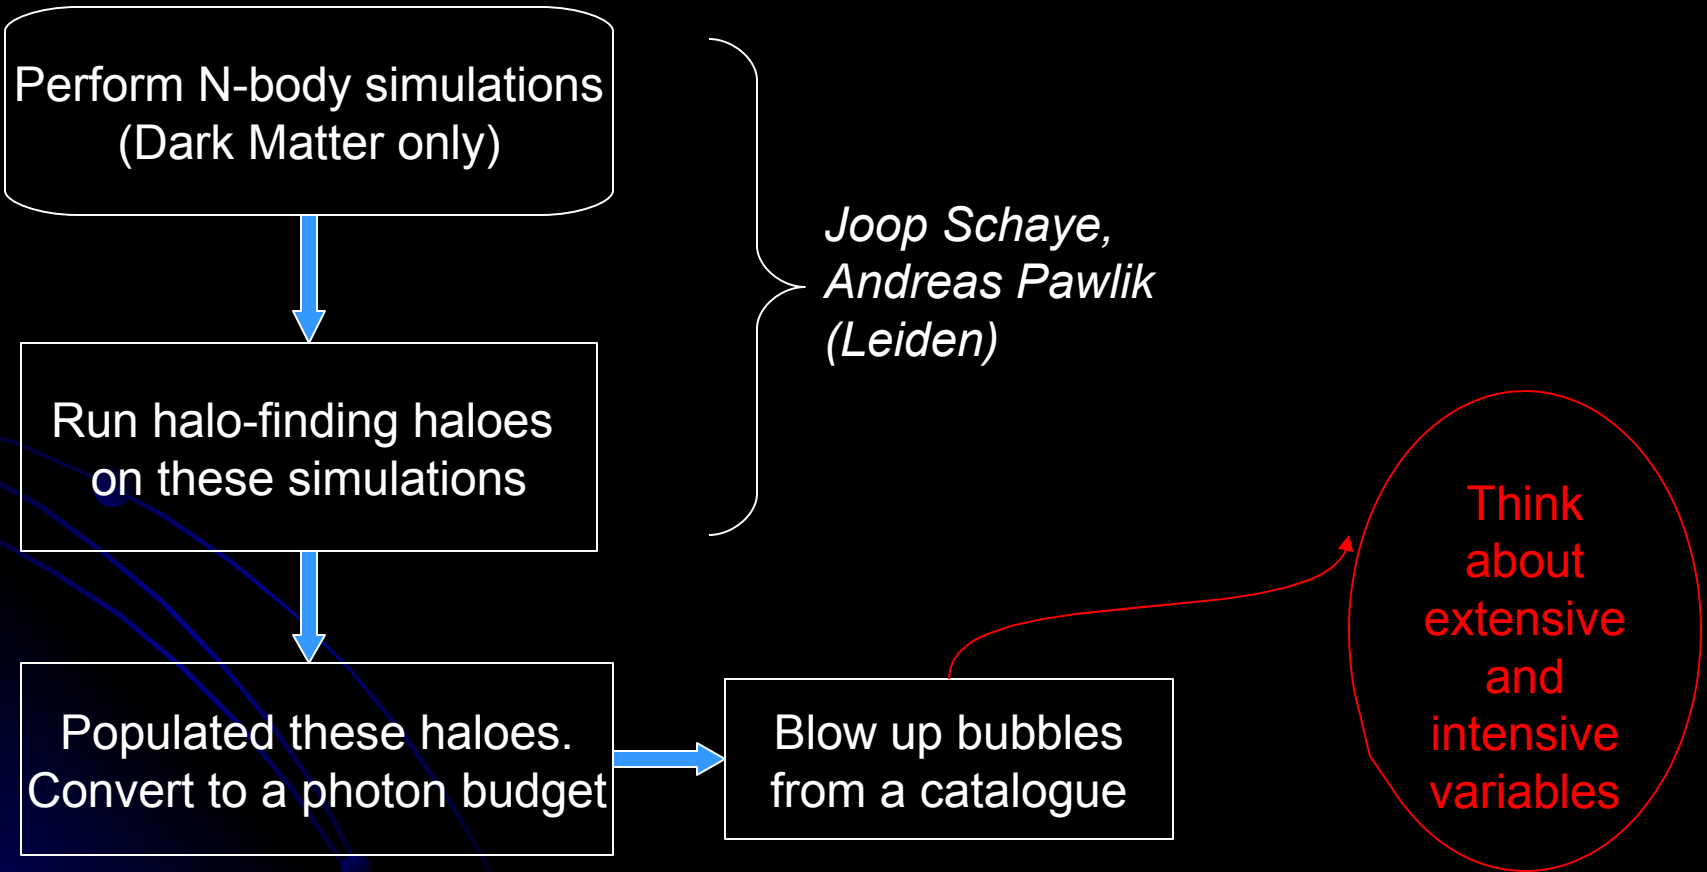 Perform N-body simulations
(Dark Matter only)
Joop Schaye,
Andreas Pawlik
(Leiden)
Run halo-finding haloes
on these simulations
Populated these haloes.
Convert to a photon budget
Blow up bubbles
from a catalogue
Think
about
extensive
and
intensive
variables